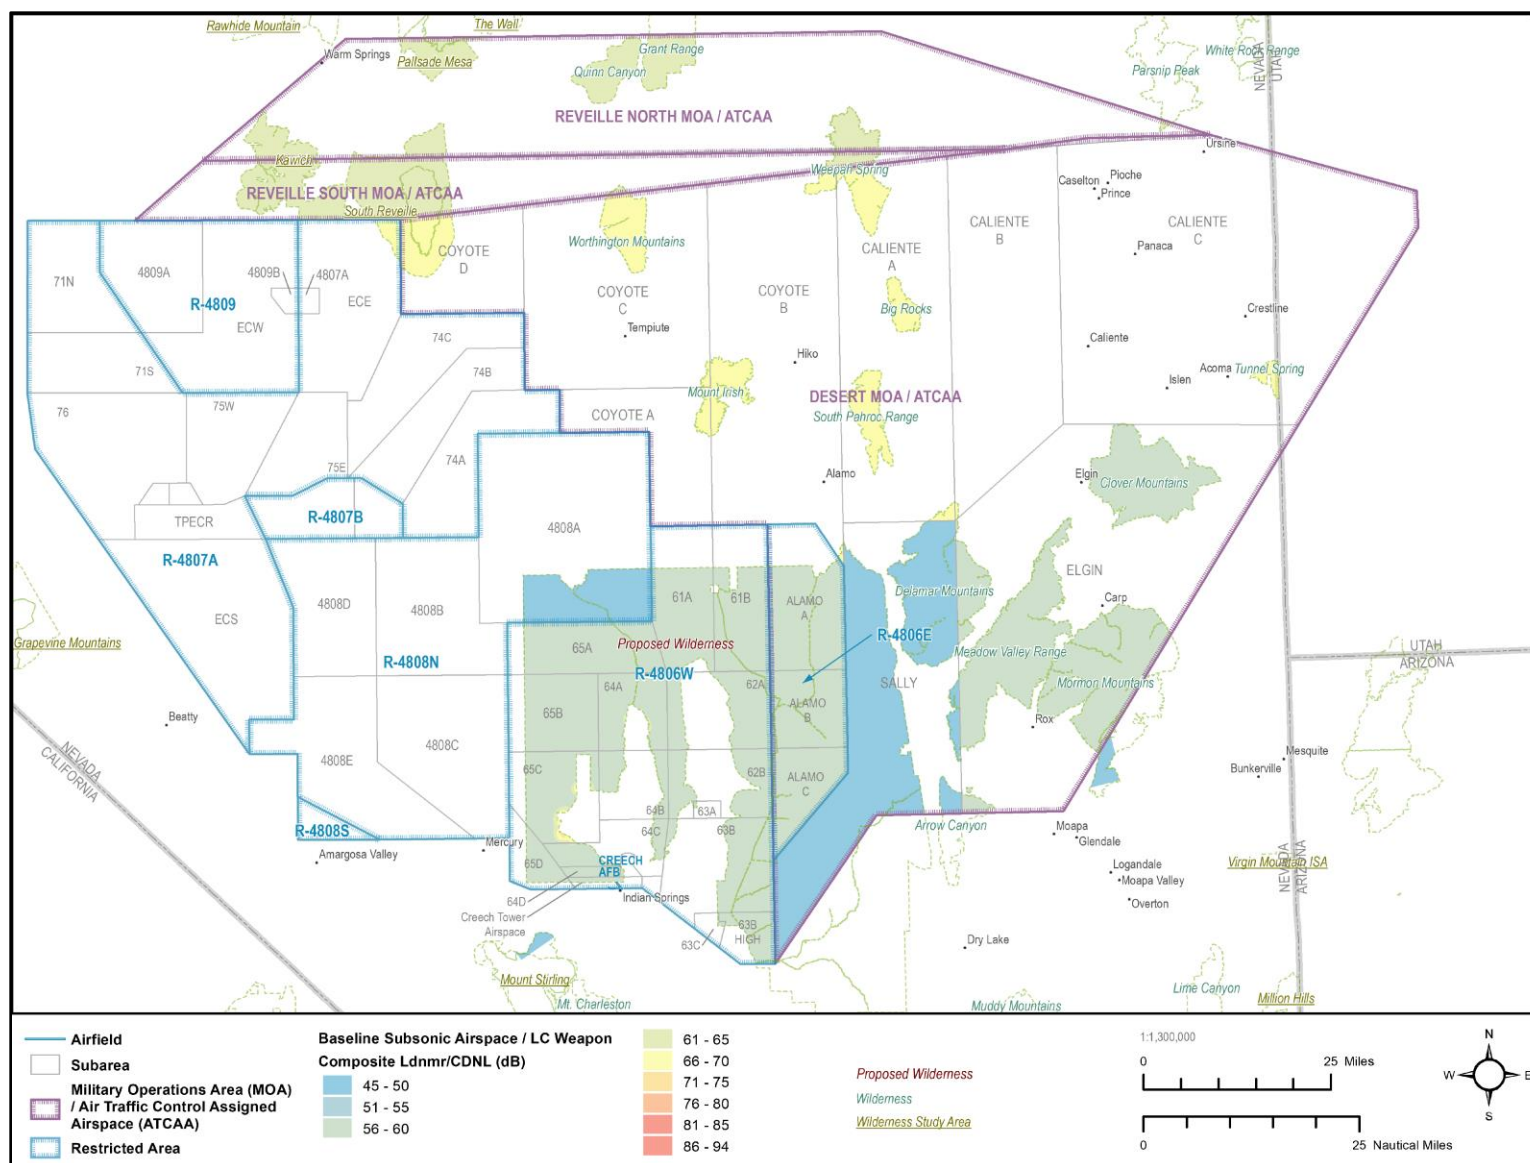 Rawhide Mountain
The Wall
Warm Springs
Palisade Mesa
Grant Range
Quinn Canyon
Parsnip Peak
White Rock Range
NEVADA
UTAH
REVEILLE NORTH MOA / ATCAA
Kawich
Weepah Spring
Ursine
REVEILLE SOUTH MOA / ATCAA
South Reveille
Caselton
Pioche
Prince
COYOTE
D
Worthington Mountains
CALIENTE
A
CALIENTE
B
CALIENTE
C
Panaca
71N
4809A
4809B
4807A
R-4809
ECE
ECW
COYOTE
C
COYOTE
B
Big Rocks
Crestline
Tempiute
74C
Hiko
Caliente
71S
74B
Acoma
Tunnel Spring
Islen
Mount Irish
DESERT MOA / ATCAA
76
75W
COYOTE A
South Pahroc Range
75E
74A
Alamo
Elgin
Clover Mountains
TPECR
R-4807B
4808A
R-4807A
ELGIN
Delamar Mountains
4808D
4808B
61A
61B
ALAMO
A
Carp
ECS
R-4806E
Grapevine Mountains
Proposed Wilderness
65A
R-4808N
R-4806W
Meadow Valley Range
UTAH
ARIZONA
64A
62A
SALLY
Mormon Mountains
Beatty
65B
ALAMO
B
Rox
NEVADA
CALIFORNIA
4808E
4808C
65C
62B
ALAMO
C
Mesquite
Bunkerville
64B
63A
R-4808S
64C
63B
Arrow Canyon
Moapa
Glendale
Mercury
Amargosa Valley
65D
CREECH
AFB
Virgin Mountain ISA
Logandale
Moapa Valley
NEVADA
ARIZONA
64D
Indian Springs
Overton
Creech Tower
Airspace
63B
HIGH
63C
Dry Lake
Mount Stirling
Mt. Charleston
Muddy Mountains
Lime Canyon
Million Hills
Airfield
Subarea
Military Operations Area (MOA)
/ Air Traffic Control Assigned
Airspace (ATCAA)
Restricted Area
Baseline Subsonic Airspace / LC Weapon
Composite Ldnmr/CDNL (dB)
45 - 50
51 - 55
56 - 60
61 - 65
66 - 70
71 - 75
76 - 80
81 - 85
86 - 94
Proposed Wilderness
Wilderness
Wilderness Study Area
1:1,300,000
0 25 Miles
0 25 Nautical Miles
N
W E
S